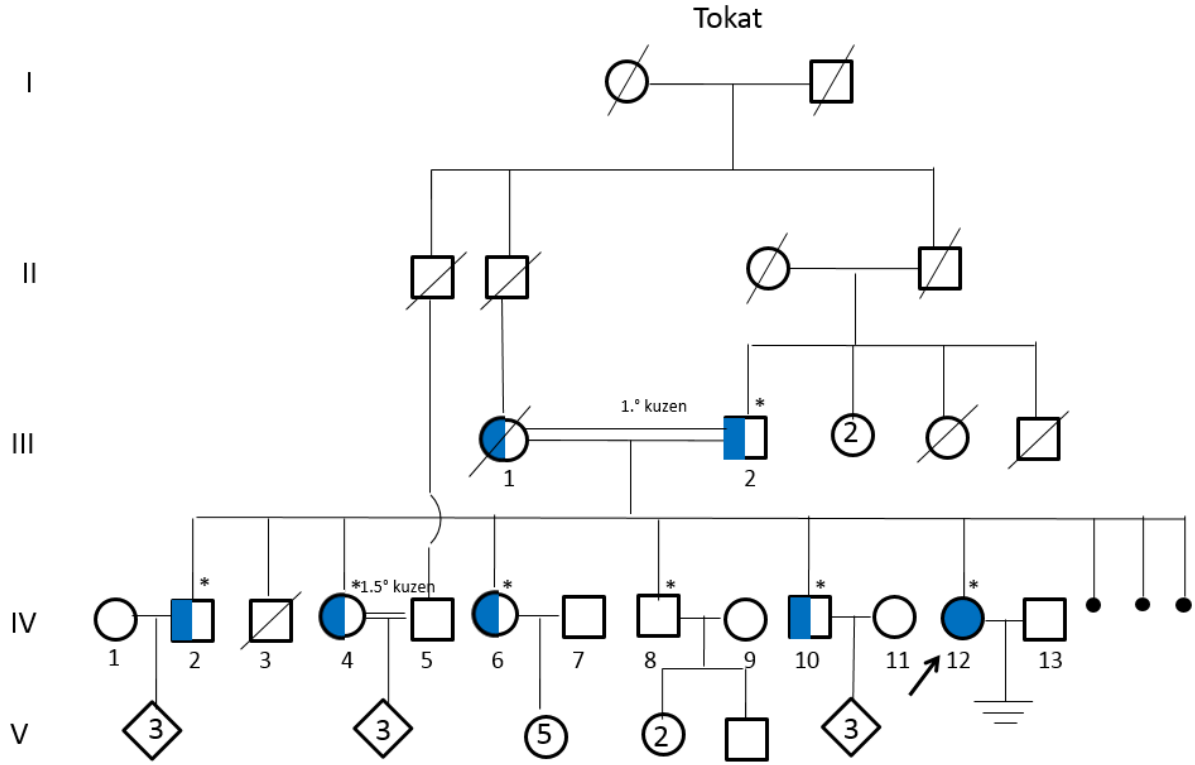 Tokat
I
II
1.° kuzen
*
III
2
1
2
* *1.5° kuzen * * * *
IV
1 2 3 4 5 6 7 8 9 10 11 12 13
V
3 3 5 2 3